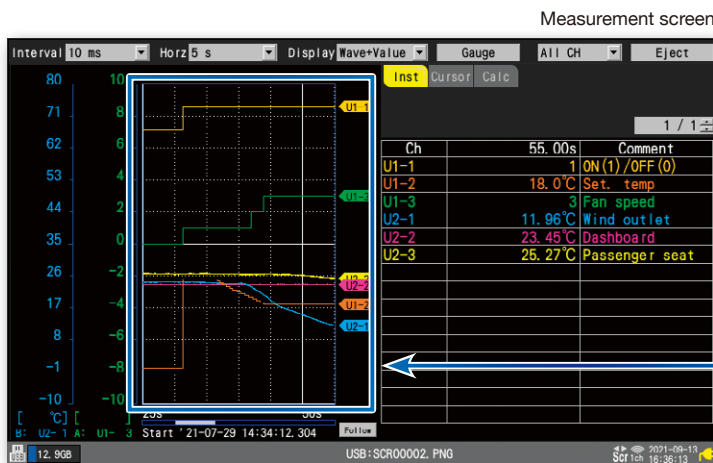 Measurement screen
Interval 10 ms Horz 5 s Display Wave+Value Gauge All CH Eject
Inst Cursor Calc
1 / 1
80 10
71 8
62 6
53 4
44 2
35 0
26 -2
17 -4
8 -6
-1 -8
-10 -10
[ °C] [ ]
B: U2- 1 A: U1- 3
U1-1
U1-3
U2-3
U2-2
U1-2
U2-1
25s 30s
Start '21-07-29 14:34:12.304 Follow
Ch 55.00s Comment
U1-1 1 ON(1)/OFF(0)
U1-2 18.0°C Set. temp
U1-3 3 Fan speed
U2-1 11.96°C Wind outlet
U2-2 23.45°C Dashboard
U2-3 26.27°C Passenger seat
USB 12.9GB USB:SCR00002.PNG Scr 1ch 2021-09-13
16:36:13